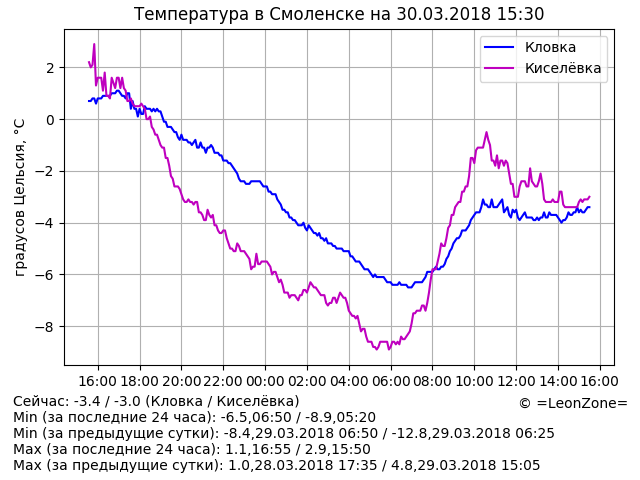 Температура в Смоленске на 30.03.2018 15:30
Кловка
Киселёвка
градусов Цельсия, °C
2
0
−2
−4
−6
−8
16:00 18:00 20:00 22:00 00:00 02:00 04:00 06:00 08:00 10:00 12:00 14:00 16:00
Сейчас: -3.4 / -3.0 (Кловка / Киселёвка)
© =LeonZone=
Min (за последние 24 часа): -6.5,06:50 / -8.9,05:20
Min (за предыдущие сутки): -8.4,29.03.2018 06:50 / -12.8,29.03.2018 06:25
Max (за последние 24 часа): 1.1,16:55 / 2.9,15:50
Max (за предыдущие сутки): 1.0,28.03.2018 17:35 / 4.8,29.03.2018 15:05